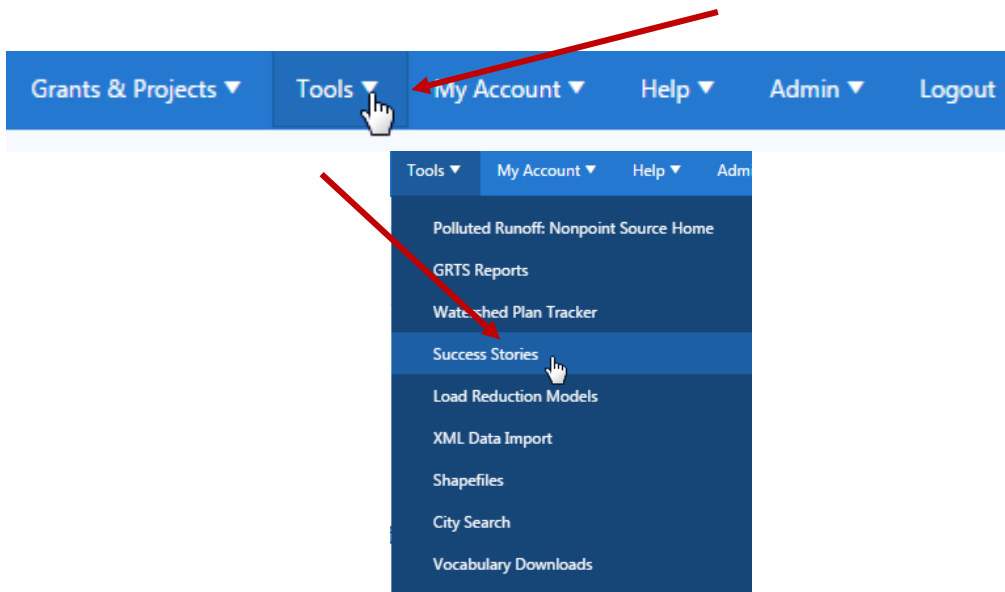 Grants & Projects ▼ Tools ▼ My Account ▼ Help ▼ Admin ▼ Logout
Tools ▼ My Account ▼ Help ▼ Adm
Polluted Runoff: Nonpoint Source Home
GRTS Reports
Watershed Plan Tracker
Success Stories
Load Reduction Models
XML Data Import
Shapefiles
City Search
Vocabulary Downloads